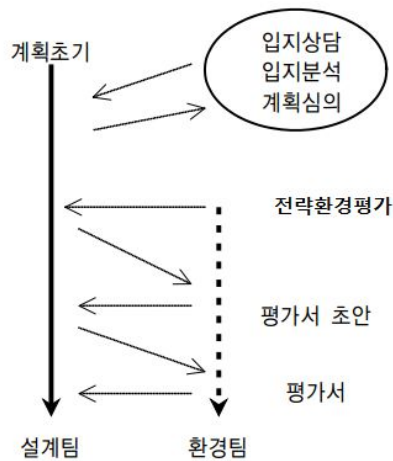 계획초기
입지상담
입지분석
계획심의
전략환경평가
평가서 초안
평가서
설계팀
환경팀